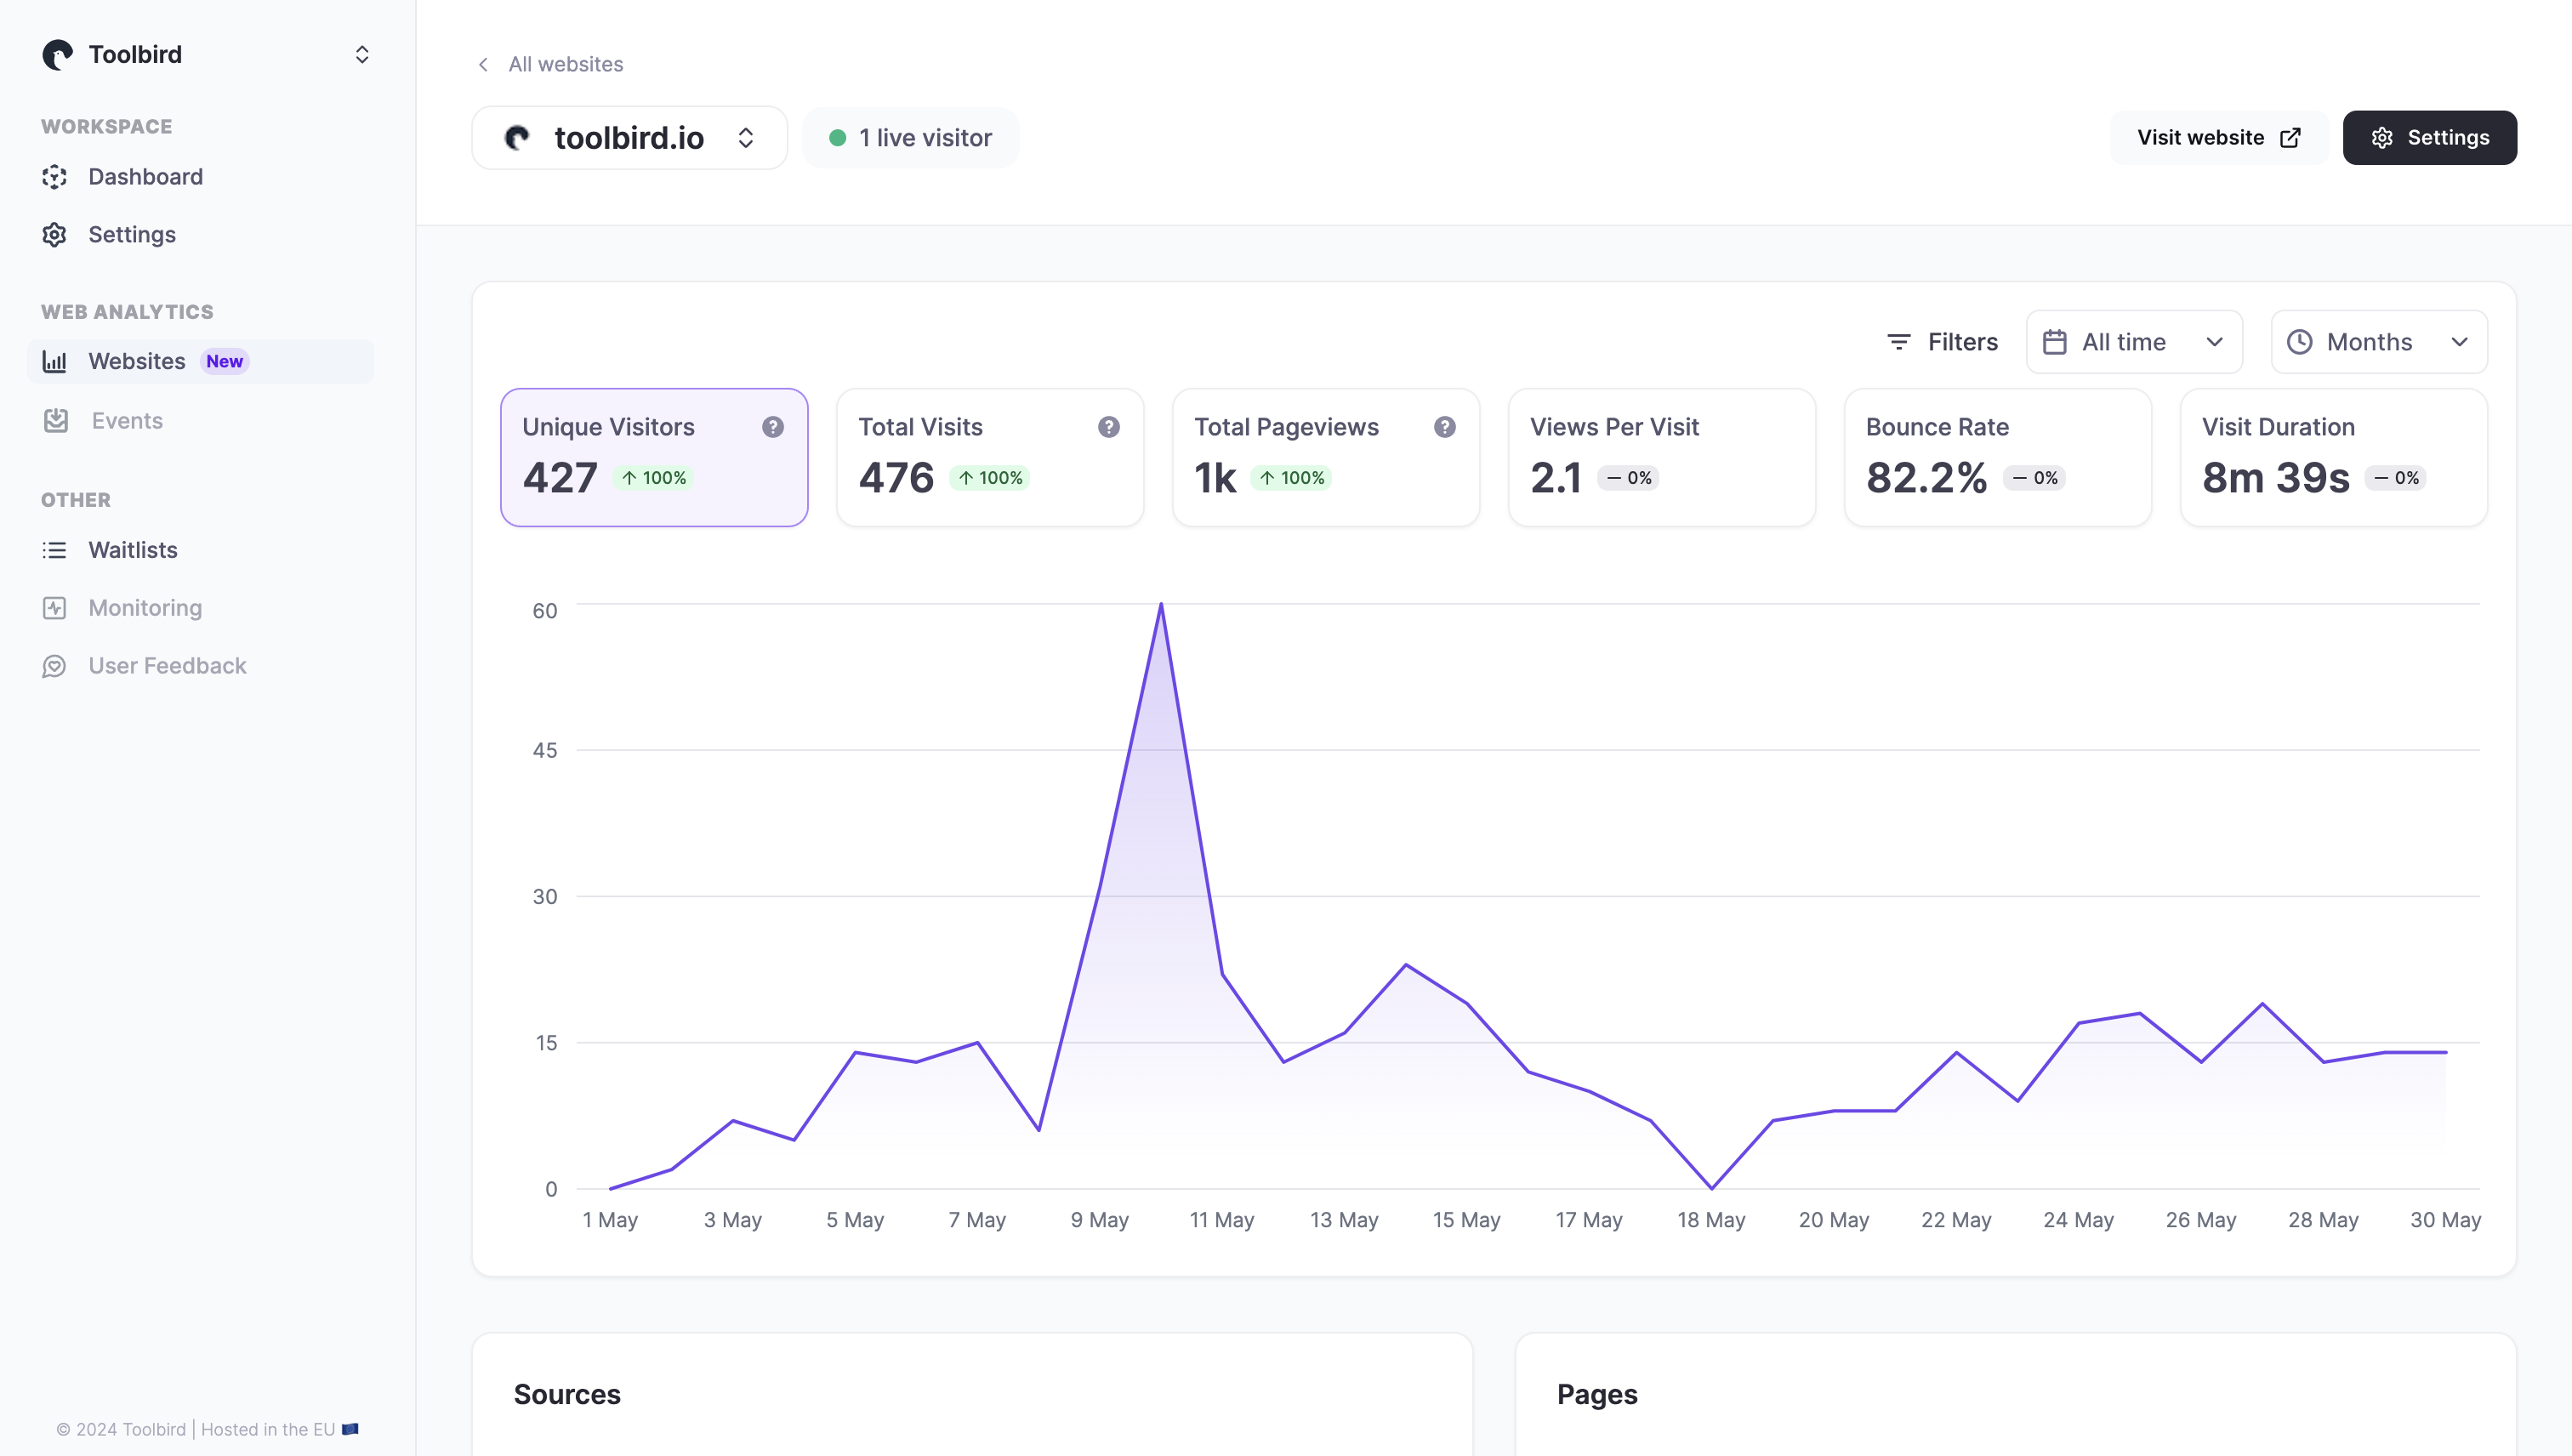 Toolbird
WORKSPACE
Dashboard
Settings
WEB ANALYTICS
Websites New
Events
OTHER
Waitlists
Monitoring
User Feedback
© 2024 Toolbird | Hosted in the EU 🇪🇺
All websites
toolbird.io
1 live visitor
Visit website
Settings
Filters
All time
Months
Unique Visitors ?
427 ↑ 100%
Total Visits ?
476 ↑ 100%
Total Pageviews ?
1k ↑ 100%
Views Per Visit
2.1 — 0%
Bounce Rate
82.2% — 0%
Visit Duration
8m 39s — 0%
60
45
30
15
0
1 May 3 May 5 May 7 May 9 May 11 May 13 May 15 May 17 May 18 May 20 May 22 May 24 May 26 May 28 May 30 May
Sources
Pages